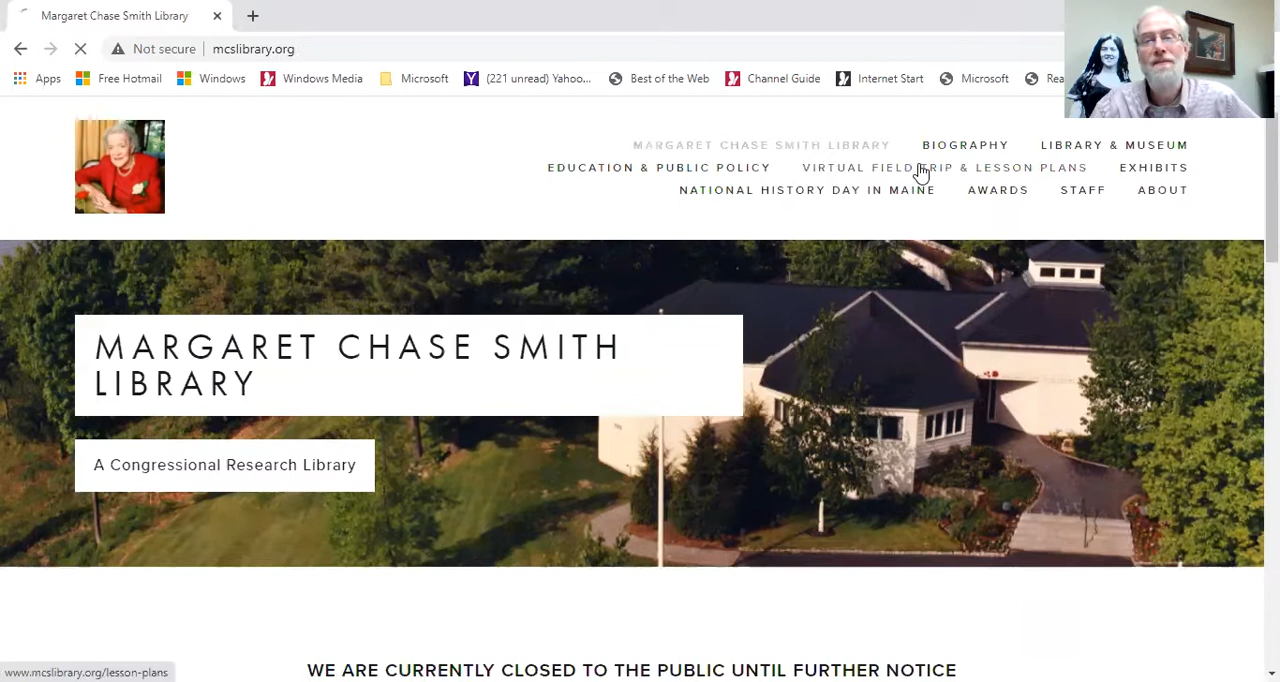 Margaret Chase Smith Library
Not secure mcslibrary.org
Apps Free Hotmail Windows Windows Media Microsoft (221 unread) Yahoo... Best of the Web Channel Guide Internet Start Microsoft Rea
MARGARET CHASE SMITH LIBRARY BIOGRAPHY LIBRARY & MUSEUM
EDUCATION & PUBLIC POLICY VIRTUAL FIELD TRIP & LESSON PLANS EXHIBITS
NATIONAL HISTORY DAY IN MAINE AWARDS STAFF ABOUT
MARGARET CHASE SMITH
LIBRARY
A Congressional Research Library
WE ARE CURRENTLY CLOSED TO THE PUBLIC UNTIL FURTHER NOTICE
www.mcslibrary.org/lesson-plans